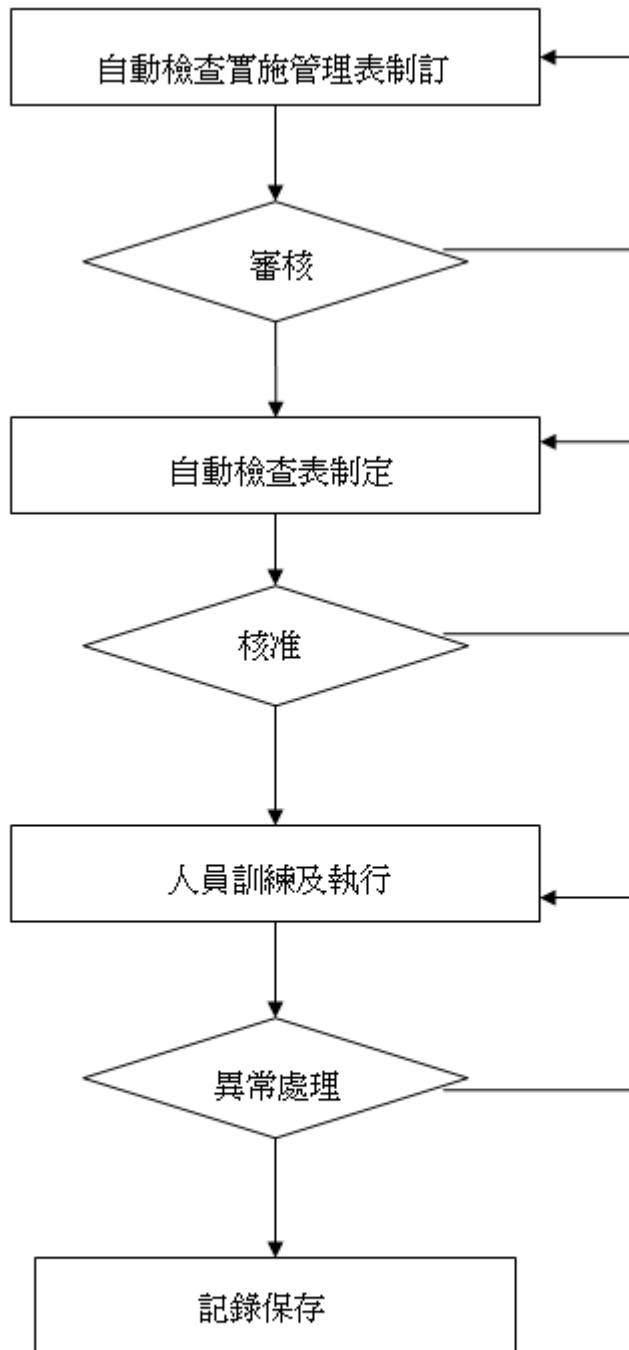 自動檢查實施管理表制訂
審核
自動檢查表制定
核准
人員訓練及執行
異常處理
記錄保存